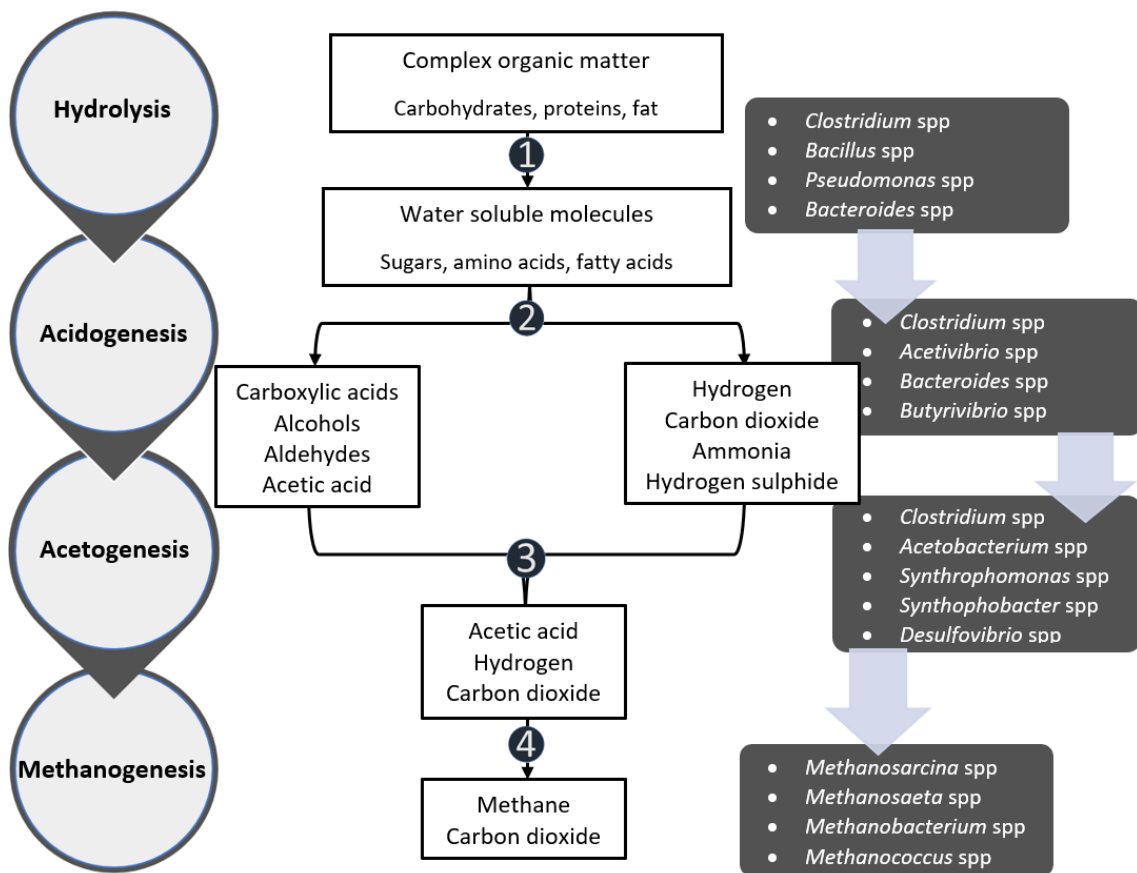 Hydrolysis
Acidogenesis
Acetogenesis
Methanogenesis
Complex organic matter
Carbohydrates, proteins, fat
1
Water soluble molecules
Sugars, amino acids, fatty acids
2
Carboxylic acids
Alcohols
Aldehydes
Acetic acid
Hydrogen
Carbon dioxide
Ammonia
Hydrogen sulphide
3
Acetic acid
Hydrogen
Carbon dioxide
4
Methane
Carbon dioxide
• Clostridium spp
• Bacillus spp
• Pseudomonas spp
• Bacteroides spp
• Clostridium spp
• Acetivibrio spp
• Bacteroides spp
• Butyrivibrio spp
• Clostridium spp
• Acetobacterium spp
• Synthrophomonas spp
• Synthophobacter spp
• Desulfovibrio spp
• Methanosarcina spp
• Methanosaeta spp
• Methanobacterium spp
• Methanococcus spp